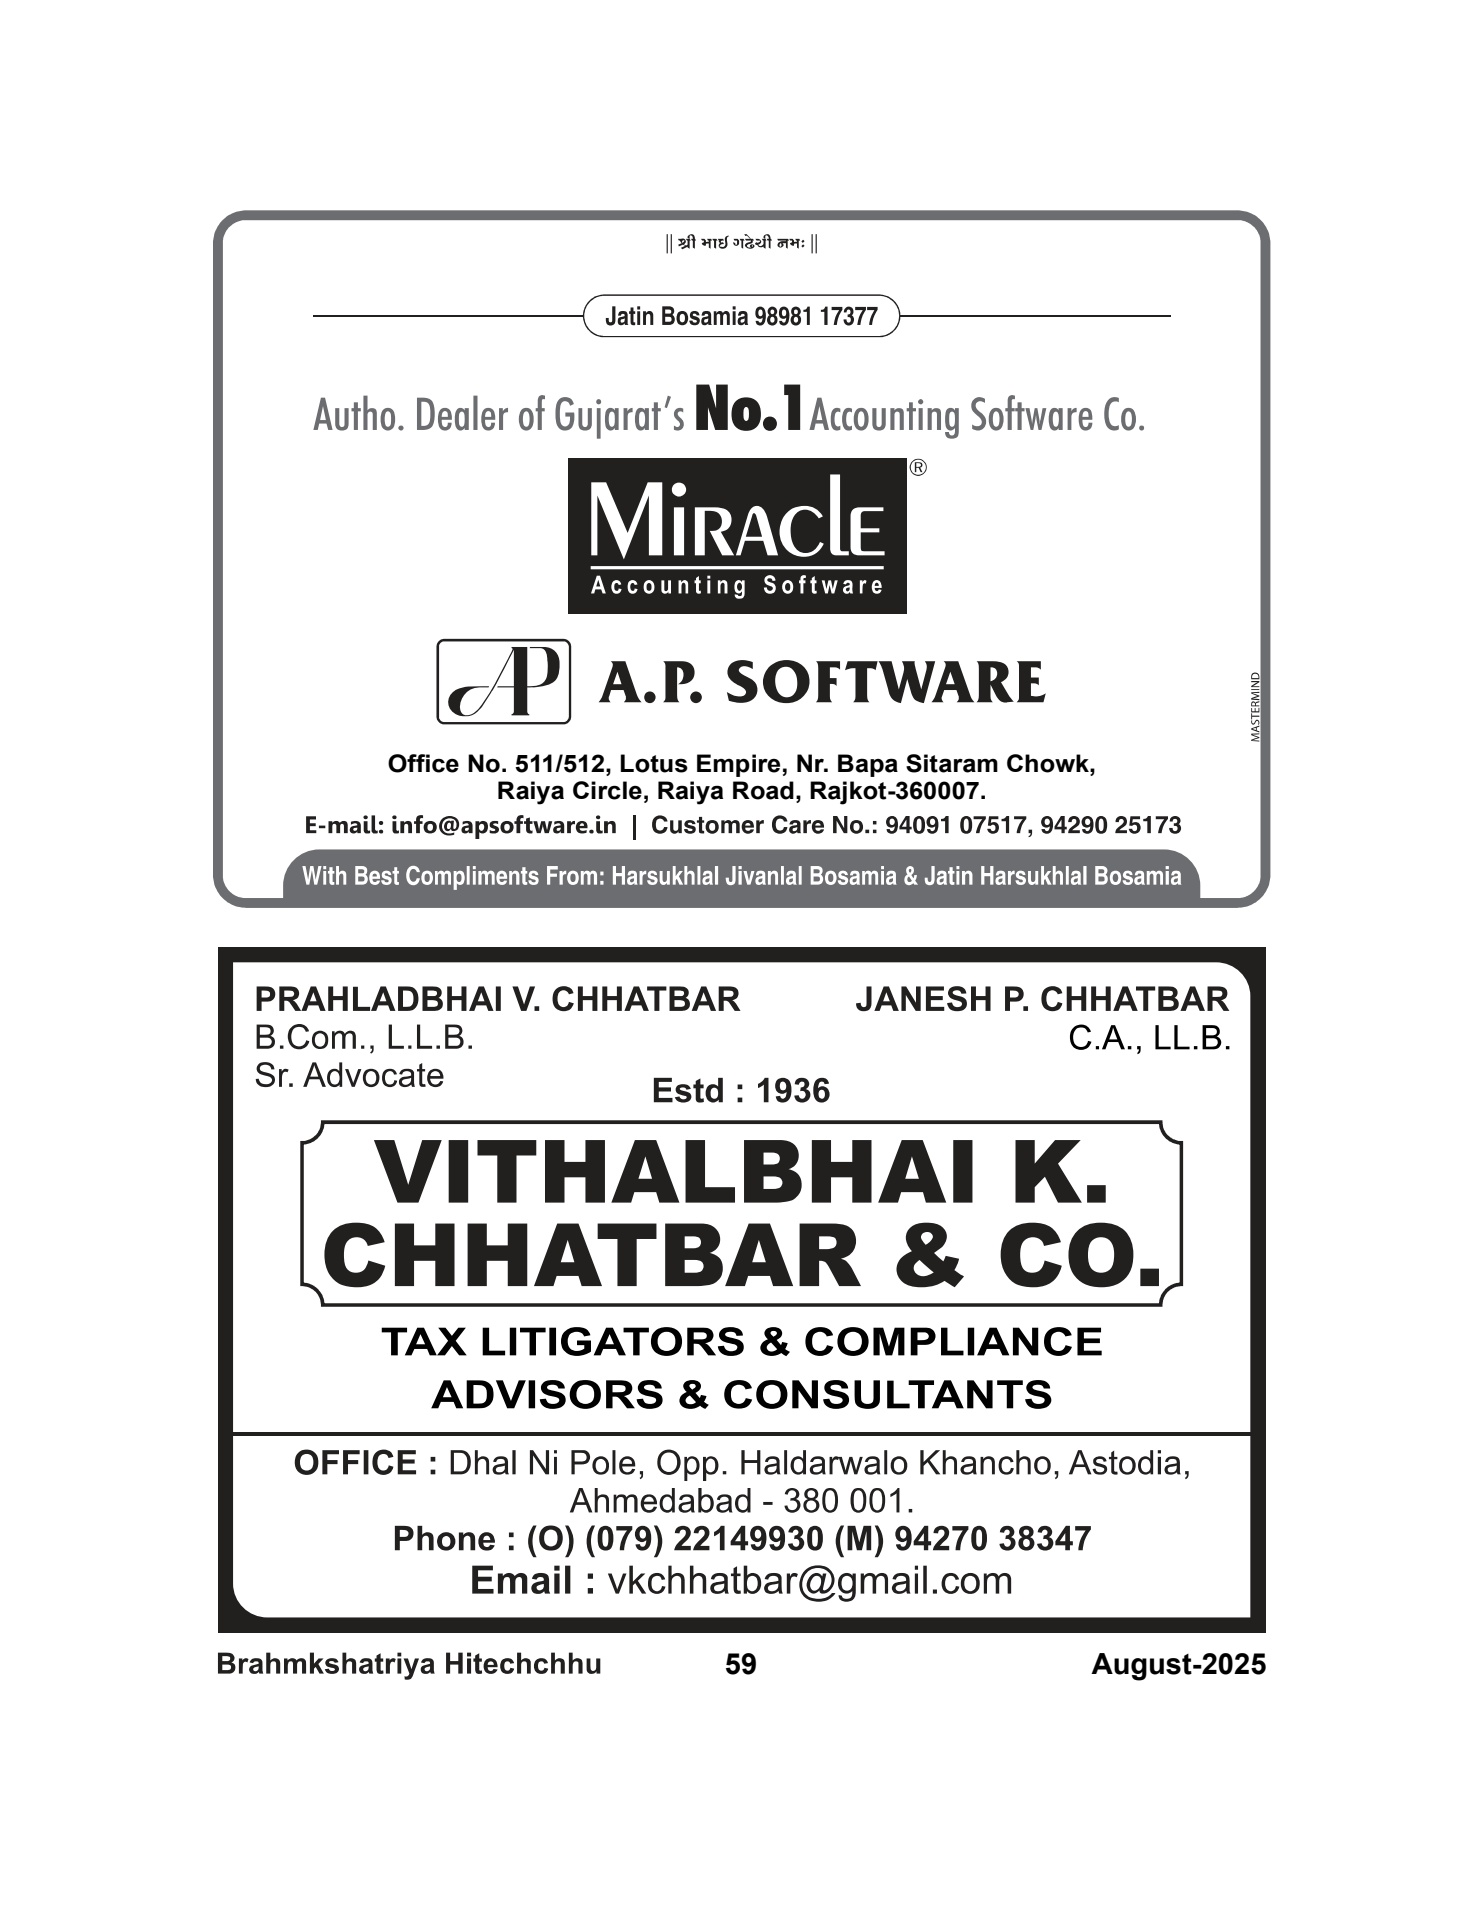 || શ્રી ભાઈ ગઢેચી નમઃ ||
Jatin Bosamia 98981 17377
Autho. Dealer of Gujarat's No.1 Accounting Software Co.
MiRACLE ®
Accounting Software
AP A.P. SOFTWARE
MASTERMIND
Office No. 511/512, Lotus Empire, Nr. Bapa Sitaram Chowk,
Raiya Circle, Raiya Road, Rajkot-360007.
E-mail: info@apsoftware.in | Customer Care No.: 94091 07517, 94290 25173
With Best Compliments From: Harsukhlal Jivanlal Bosamia & Jatin Harsukhlal Bosamia
PRAHLADBHAI V. CHHATBAR JANESH P. CHHATBAR
B.Com., L.L.B. C.A., LL.B.
Sr. Advocate
Estd : 1936
VITHALBHAI K.
CHHATBAR & CO.
TAX LITIGATORS & COMPLIANCE
ADVISORS & CONSULTANTS
OFFICE : Dhal Ni Pole, Opp. Haldarwalo Khancho, Astodia,
Ahmedabad - 380 001.
Phone : (O) (079) 22149930 (M) 94270 38347
Email : vkchhatbar@gmail.com
Brahmkshatriya Hitechchhu 59 August-2025